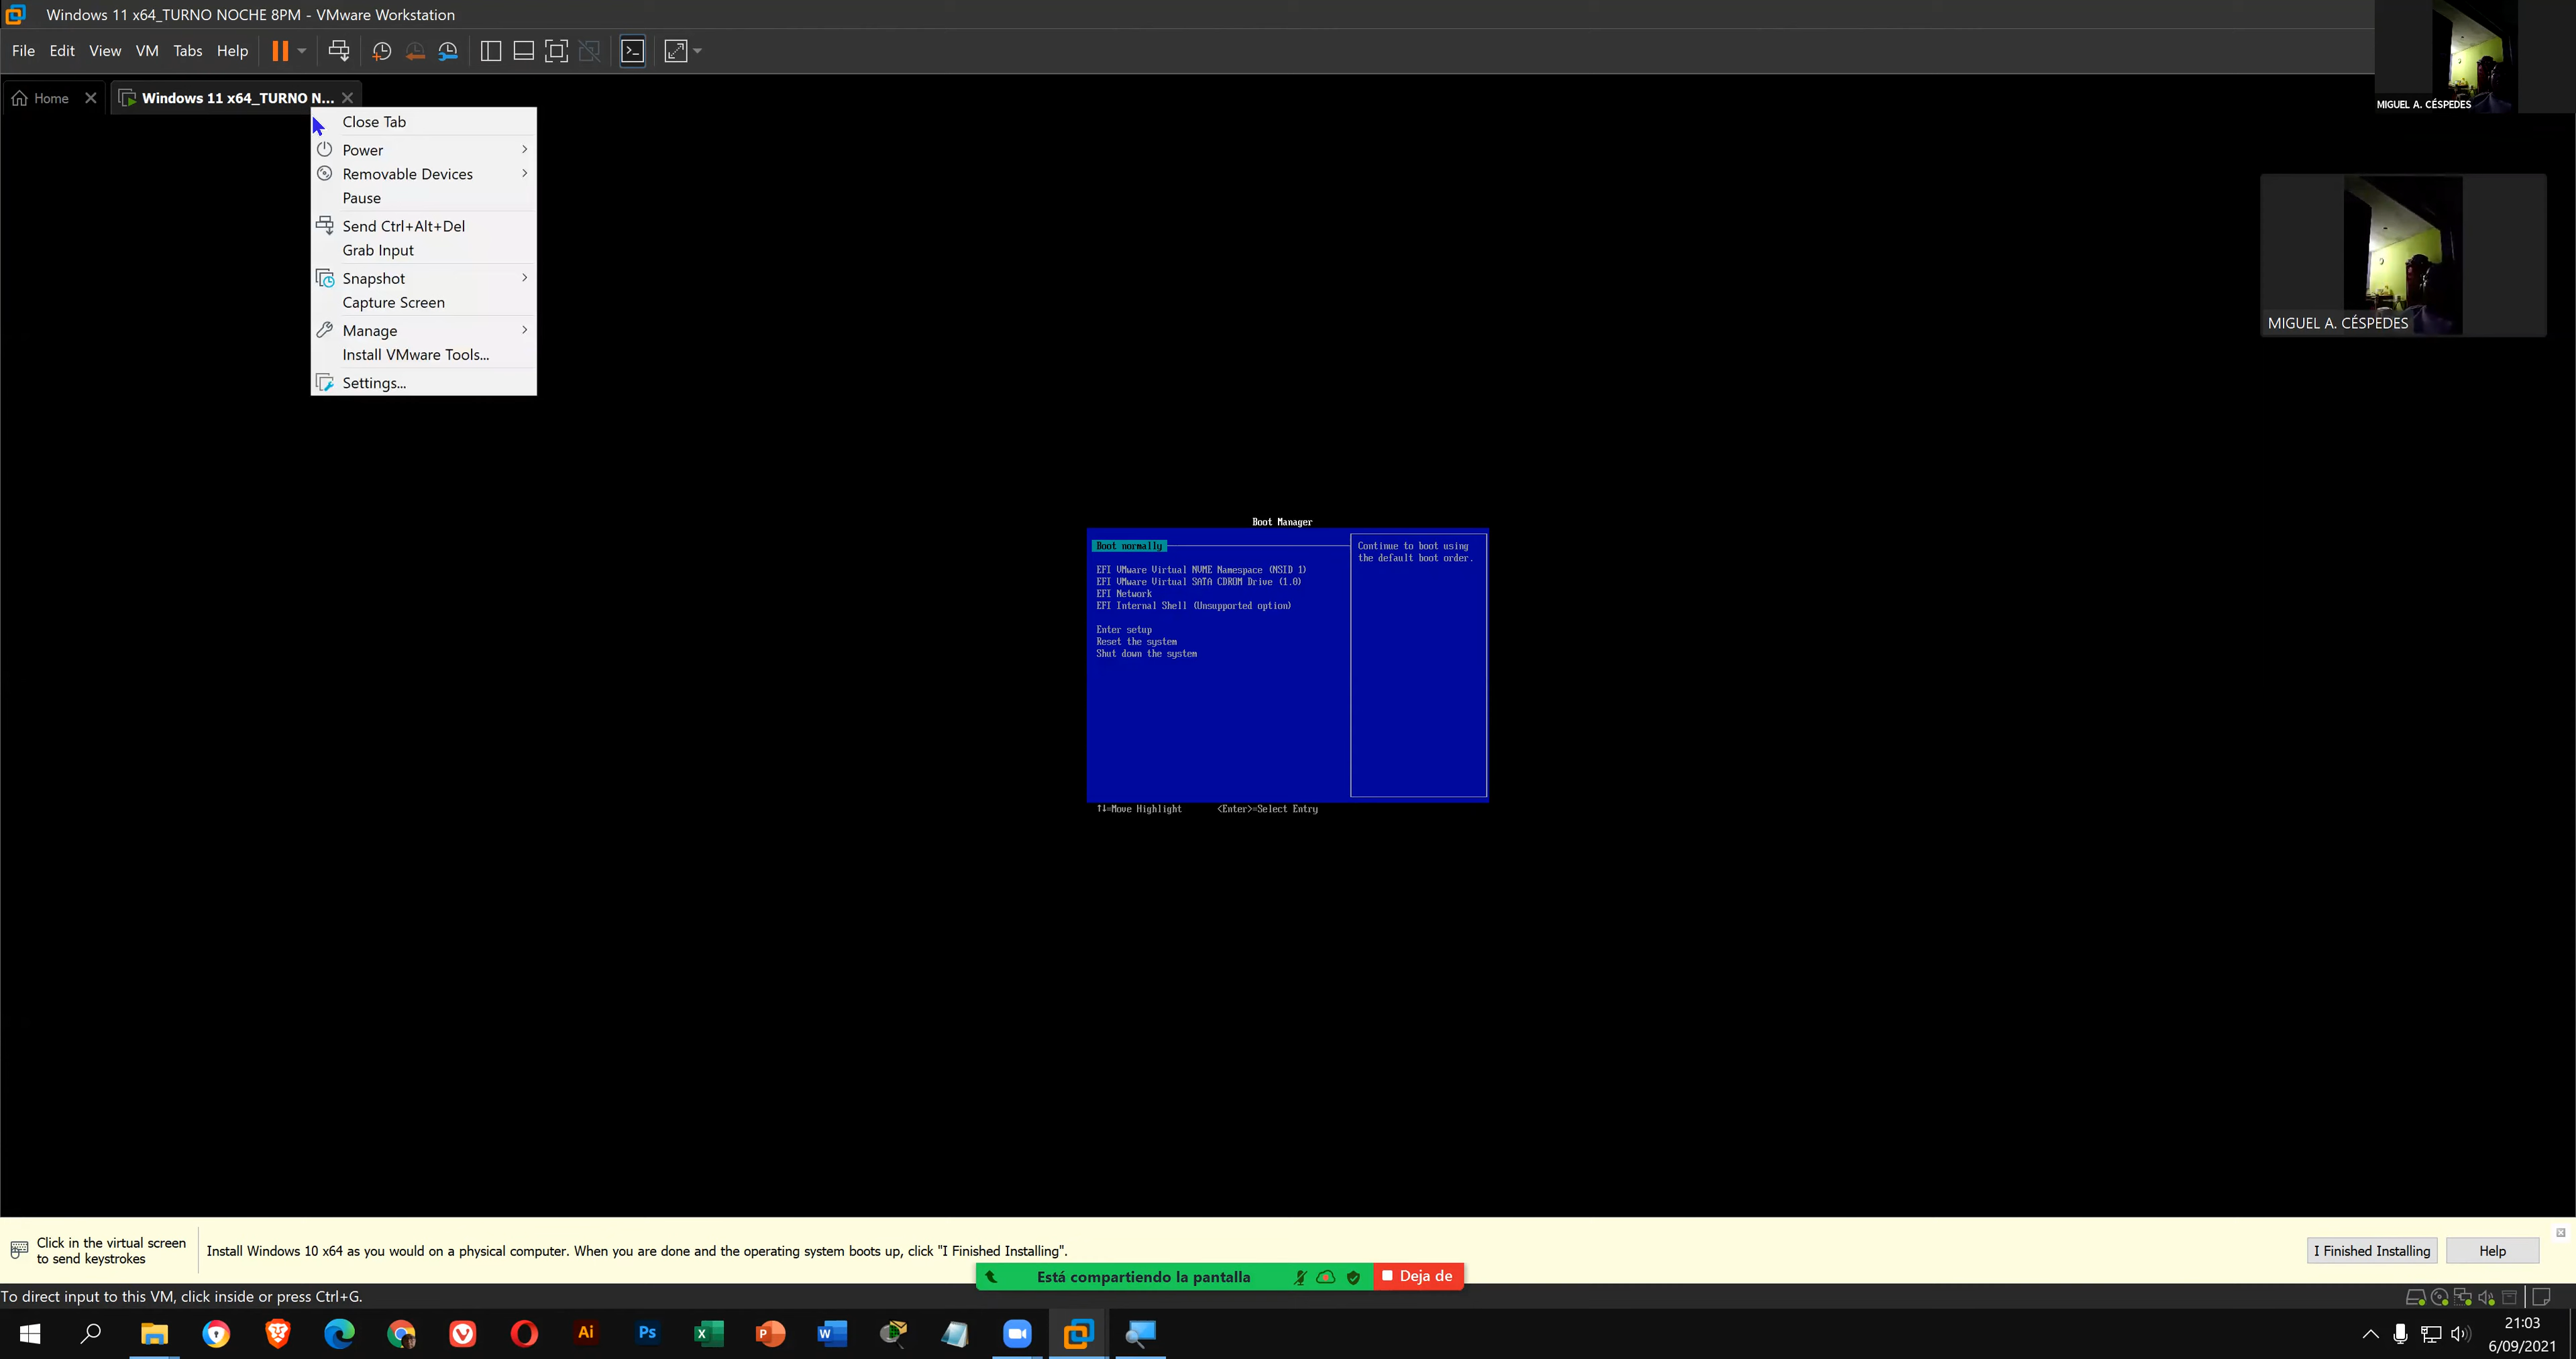 Windows 11 x64_TURNO NOCHE 8PM - VMware Workstation
File Edit View VM Tabs Help
MIGUEL A. CÉSPEDES
Home
Windows 11 x64_TURNO N...
Close Tab
Power
Removable Devices
Pause
Send Ctrl+Alt+Del
Grab Input
Snapshot
Capture Screen
Manage
Install VMware Tools...
Settings...
MIGUEL A. CÉSPEDES
Boot Manager
Boot normally
EFI VMware Virtual NVME Namespace (NSID 1)
EFI VMware Virtual SATA CDROM Drive (1.0)
EFI Network
EFI Internal Shell (Unsupported option)
Enter setup
Reset the system
Shut down the system
Continue to boot using
the default boot order.
↑↓=Move Highlight <Enter>=Select Entry
Click in the virtual screen
to send keystrokes
Install Windows 10 x64 as you would on a physical computer. When you are done and the operating system boots up, click "I Finished Installing".
I Finished Installing
Help
Está compartiendo la pantalla
Deja de
To direct input to this VM, click inside or press Ctrl+G.
Ai
Ps
X
P
W
21:03
6/09/2021